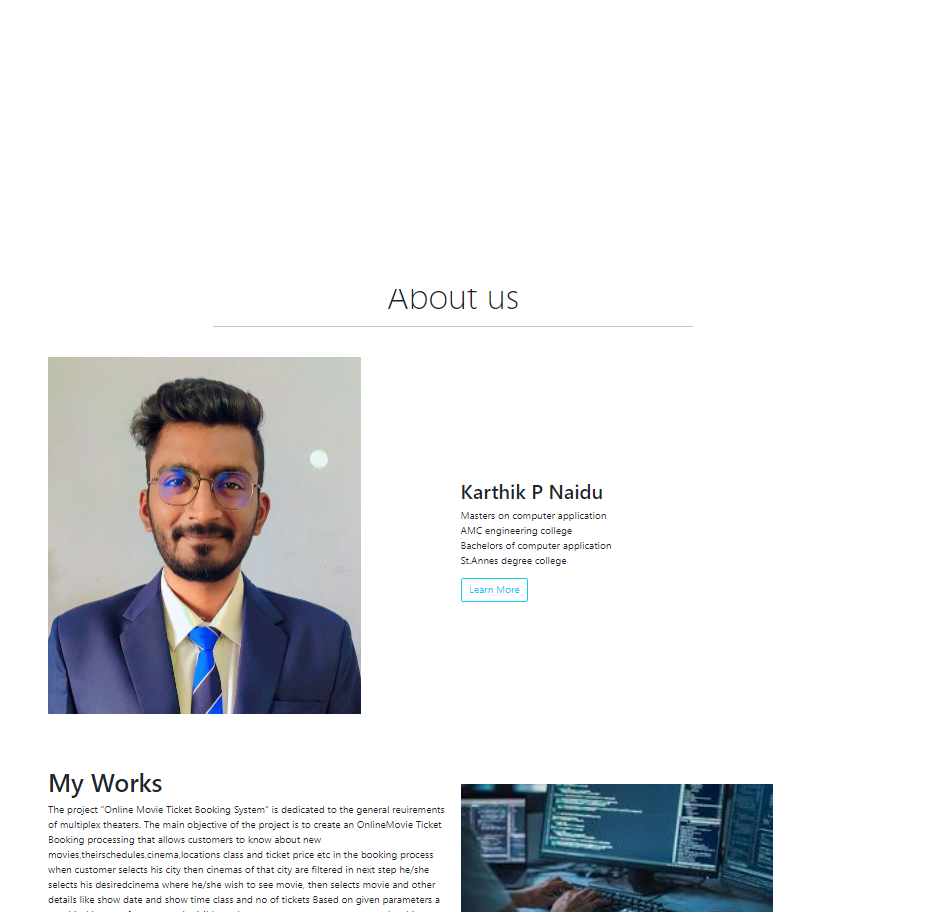 About us
Karthik P Naidu
Masters on computer application
AMC engineering college
Bachelors of computer application
St.Annes degree college
Learn More
My Works
The project "Online Movie Ticket Booking System" is dedicated to the general reuirements
of multiplex theaters. The main objective of the project is to create an OnlineMovie Ticket
Booking processing that allows customers to know about new
movies,theirschedules,cinema,locations class and ticket price etc in the booking process
when customer selects his city then cinemas of that city are filtered in next step he/she
selects his desiredcinema where he/she wish to see movie, then selects movie and other
details like show date and show time class and no of tickets Based on given parameters a